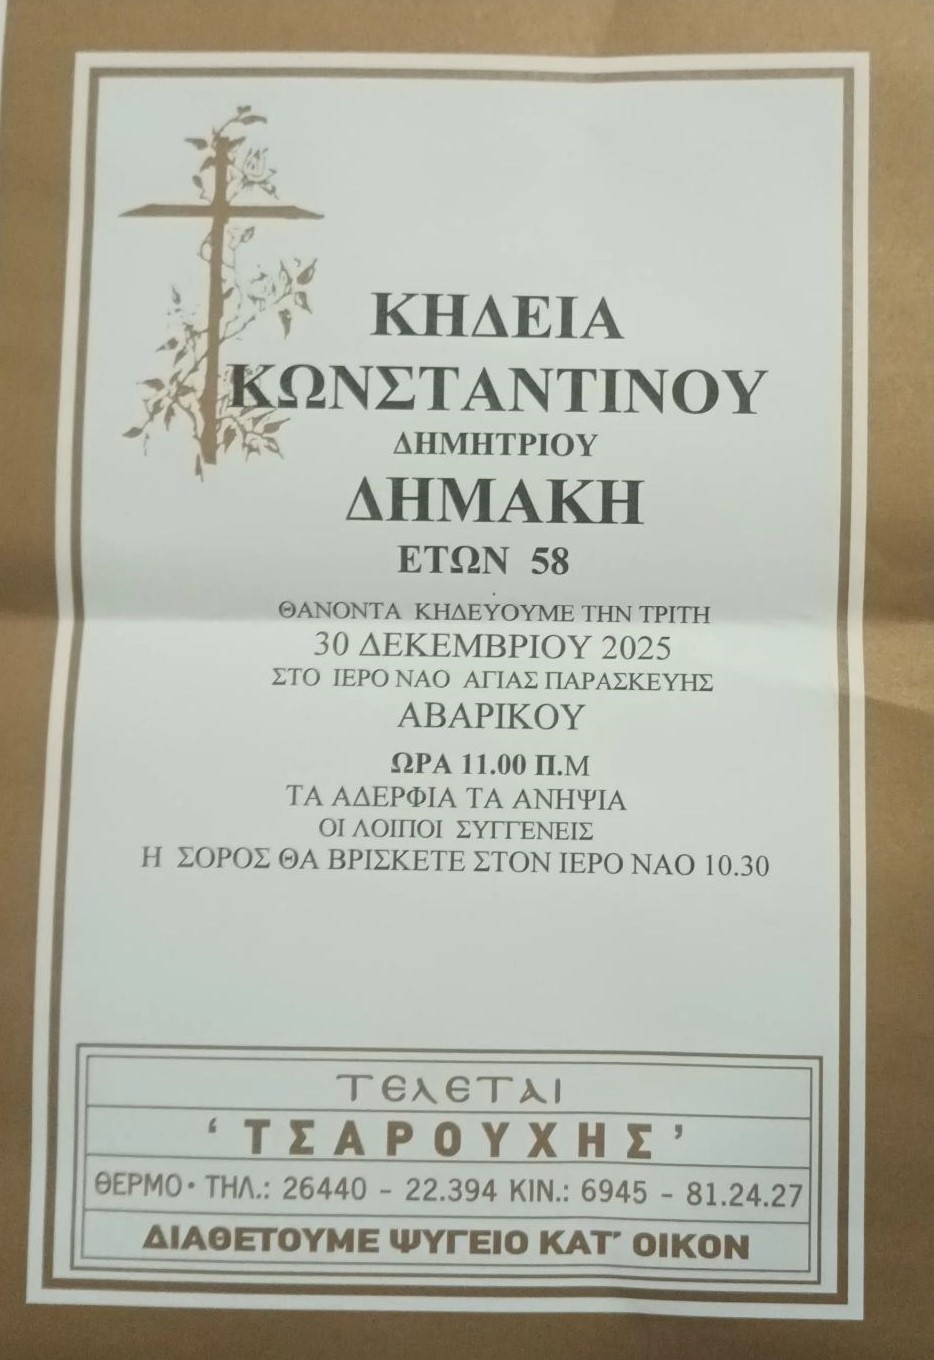 ΚΗΔΕΙΑ
ΚΩΝΣΤΑΝΤΙΝΟΥ
ΔΗΜΗΤΡΙΟΥ
ΔΗΜΑΚΗ
ΕΤΩΝ 58
ΘΑΝΟΝΤΑ ΚΗΔΕΥΟΥΜΕ ΤΗΝ ΤΡΙΤΗ
30 ΔΕΚΕΜΒΡΙΟΥ 2025
ΣΤΟ ΙΕΡΟ ΝΑΟ ΑΓΙΑΣ ΠΑΡΑΣΚΕΥΗΣ
ΑΒΑΡΙΚΟΥ
ΩΡΑ 11.00 Π.Μ
ΤΑ ΑΔΕΡΦΙΑ ΤΑ ΑΝΗΨΙΑ
ΟΙ ΛΟΙΠΟΙ ΣΥΓΓΕΝΕΙΣ
Η ΣΟΡΟΣ ΘΑ ΒΡΙΣΚΕΤΕ ΣΤΟΝ ΙΕΡΟ ΝΑΟ 10.30
ΤΕΛΕΤΑΙ
‘ΤΣΑΡΟΥΧΗΣ’
ΘΕΡΜΟ • ΤΗΛ.: 26440 - 22.394 ΚΙΝ.: 6945 - 81.24.27
ΔΙΑΘΕΤΟΥΜΕ ΨΥΓΕΙΟ ΚΑΤ' ΟΙΚΟΝ